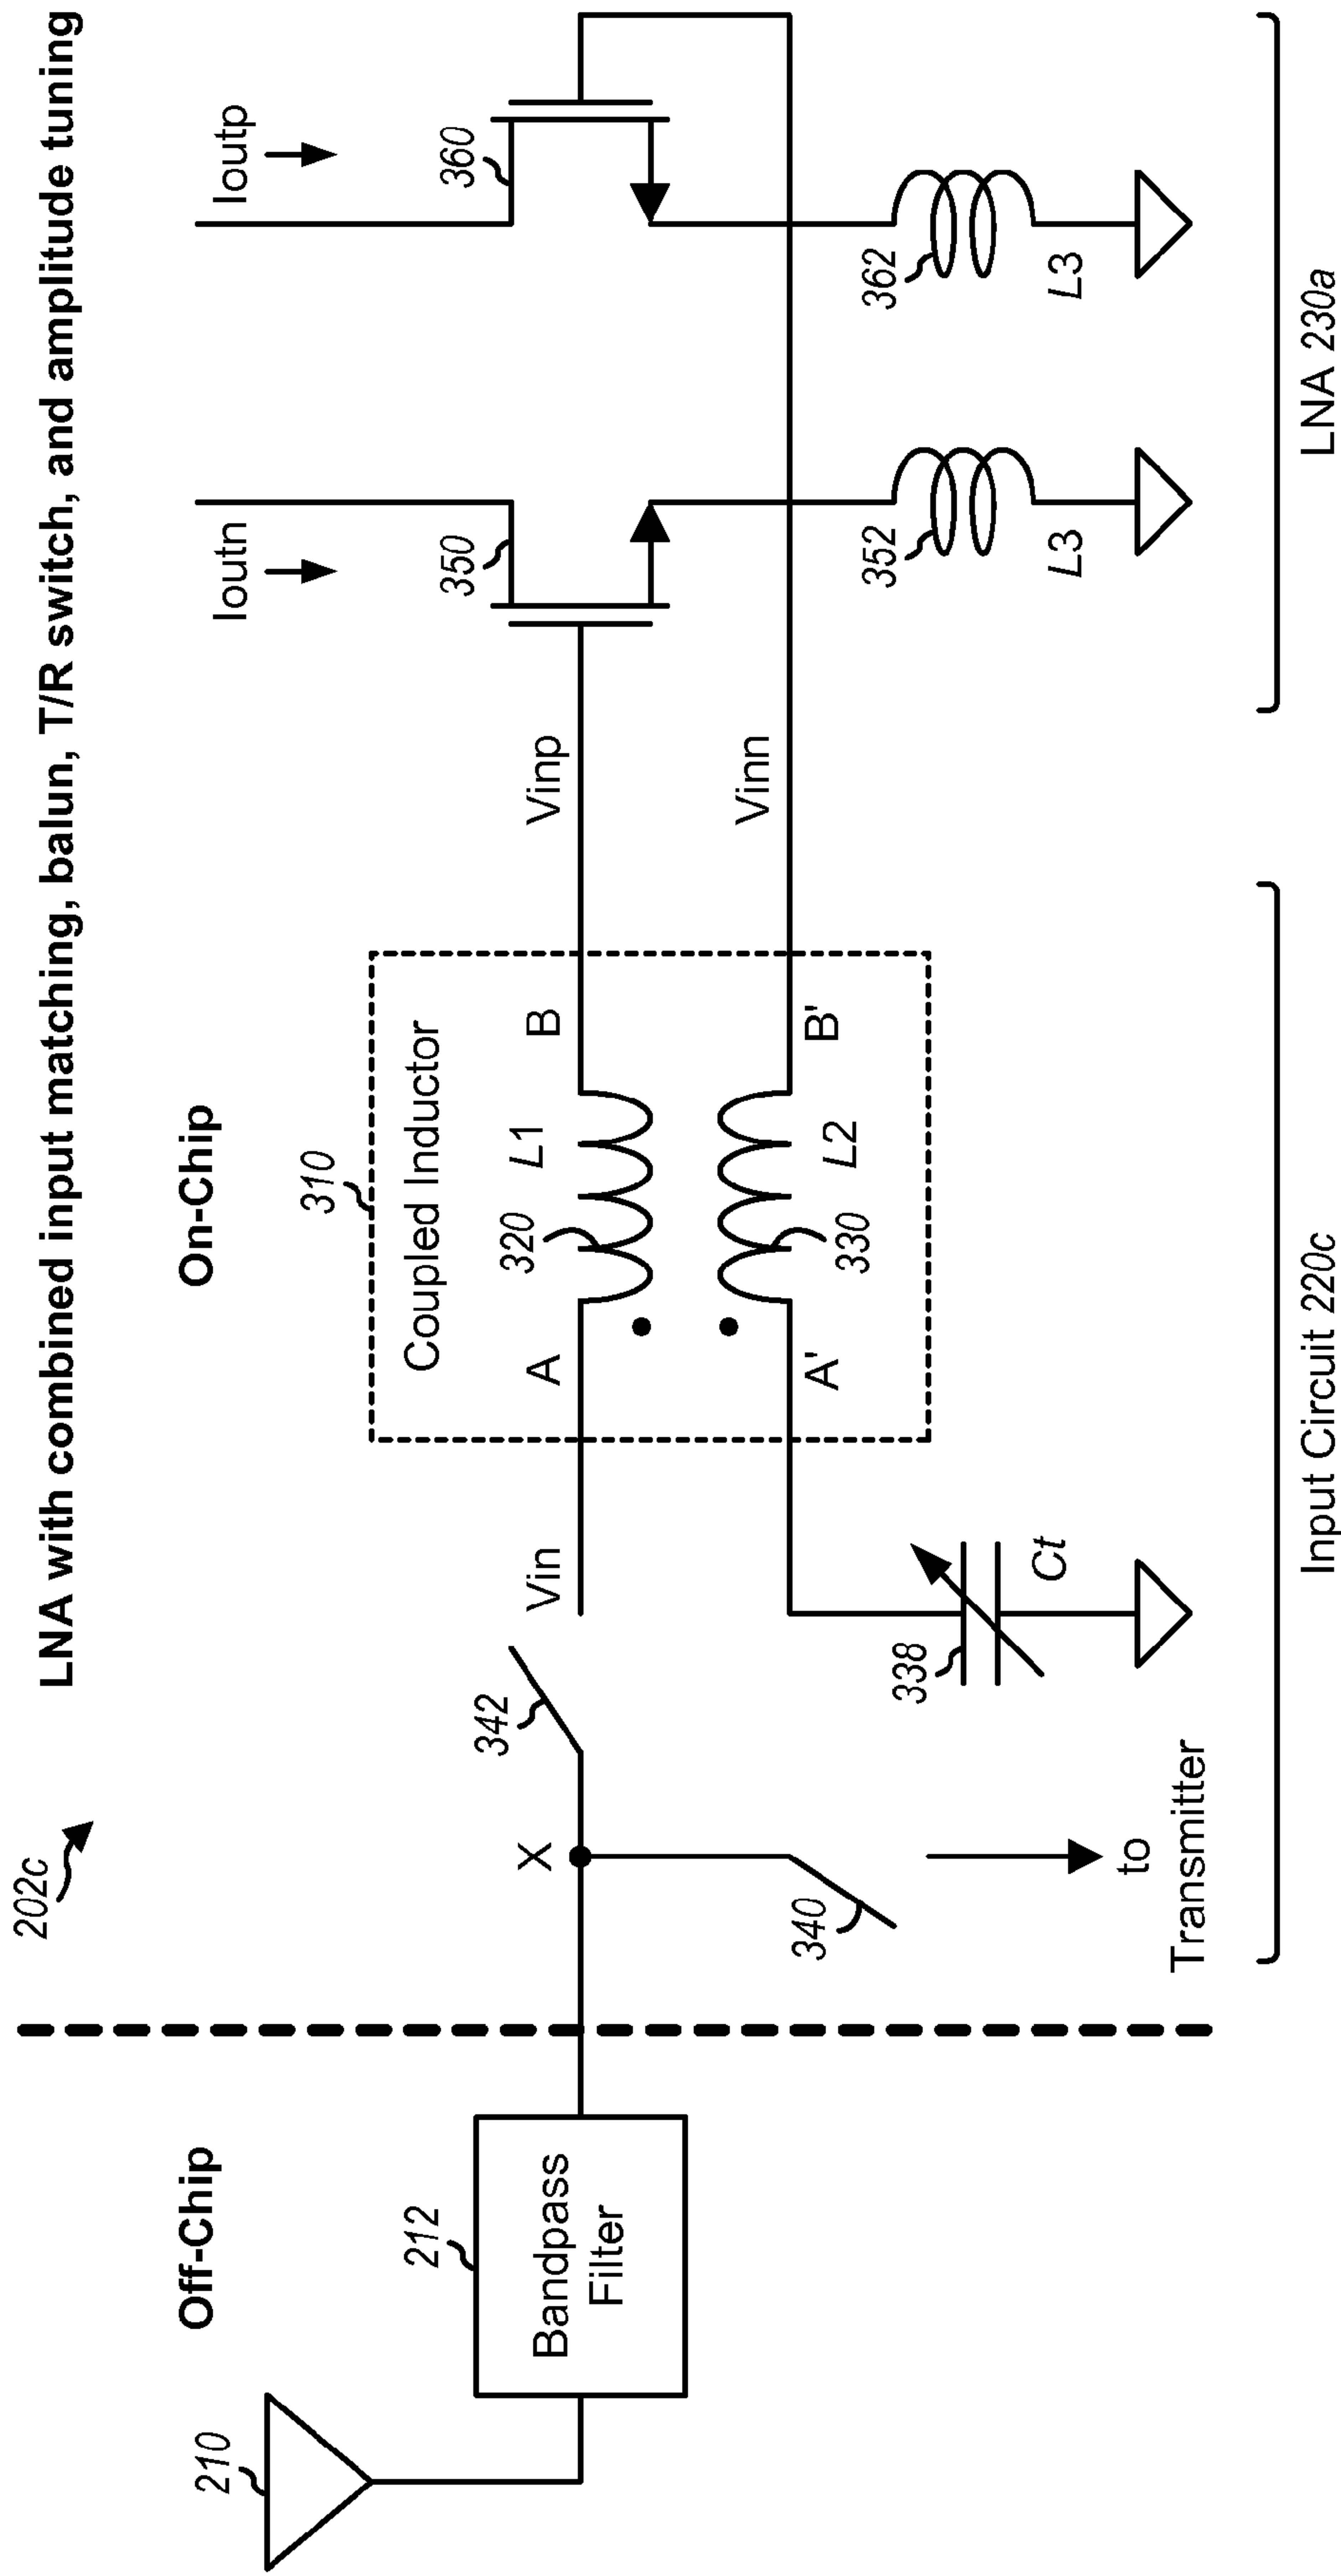 LNA with combined input matching, balun, T/R switch, and amplitude tuning
202c
Off-Chip
On-Chip
210
212
Bandpass
Filter
X
342
340
to
Transmitter
Vin
338
Ct
310
Coupled Inductor
A
320
L1
B
A'
330
L2
B'
Vinp
Vinn
Ioutn
350
352
L3
Ioutp
360
362
L3
Input Circuit 220c
LNA 230a